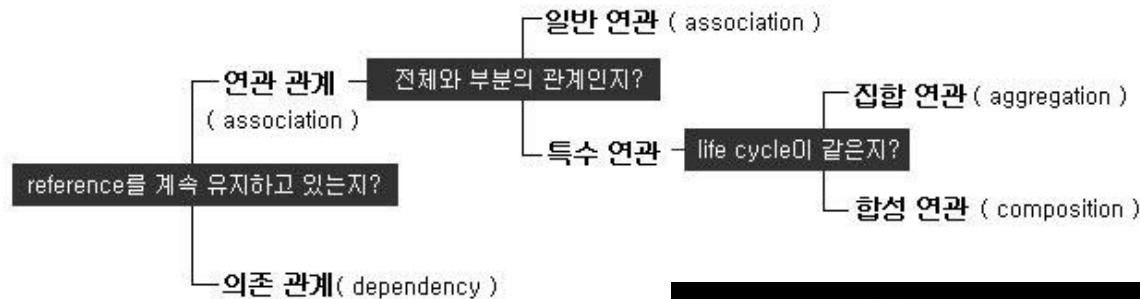 일반 연관 ( association )
연관 관계
( association )
전체와 부분의 관계인지?
집합 연관 ( aggregation )
특수 연관
life cycle이 같은지?
reference를 계속 유지하고 있는지?
합성 연관 ( composition )
의존 관계( dependency )